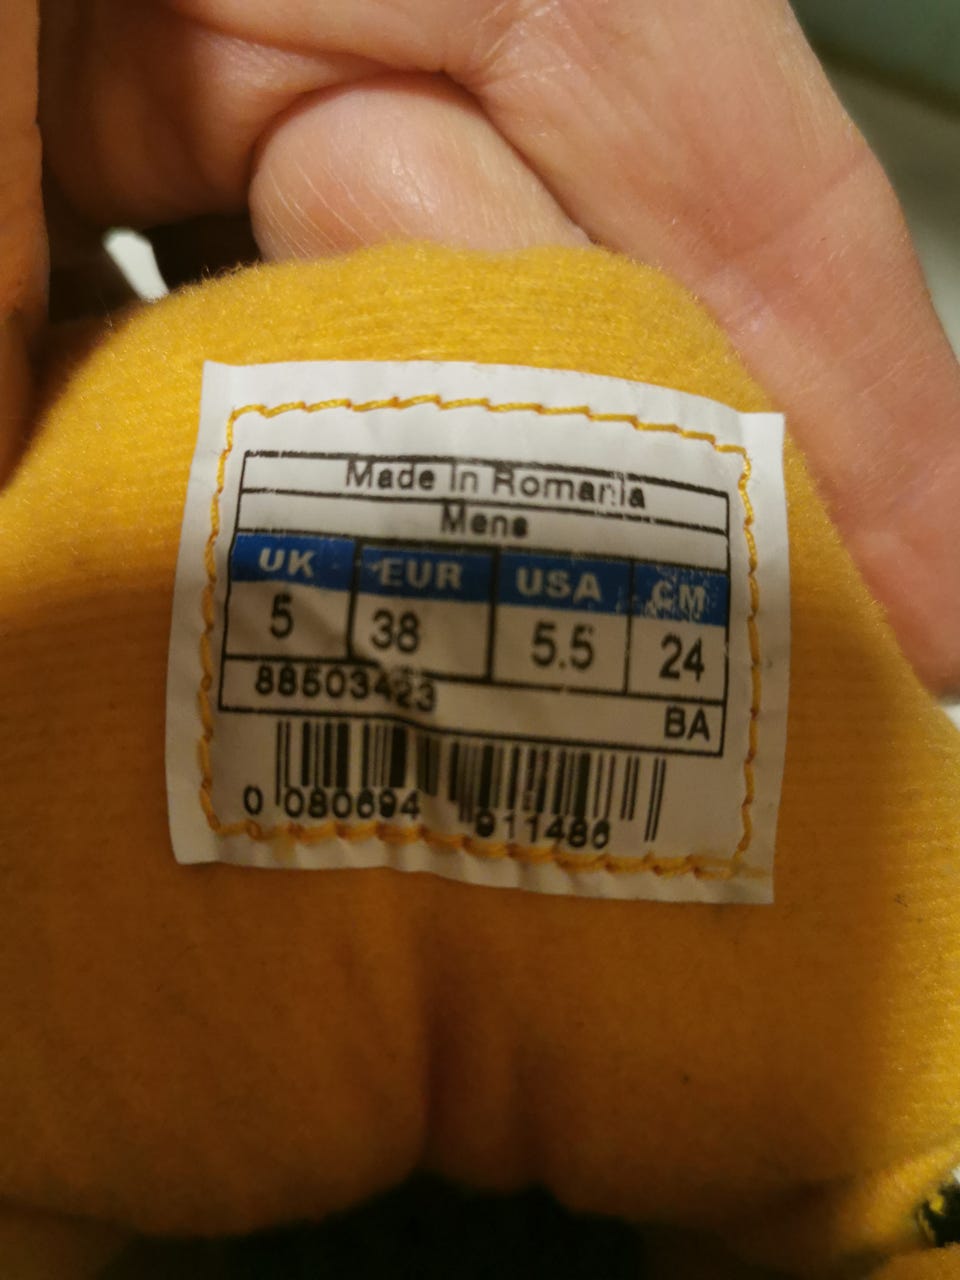 Made In Romania
Mens
UK EUR USA CM
5 38 5.5 24
88503423
BA
0 080694 911486